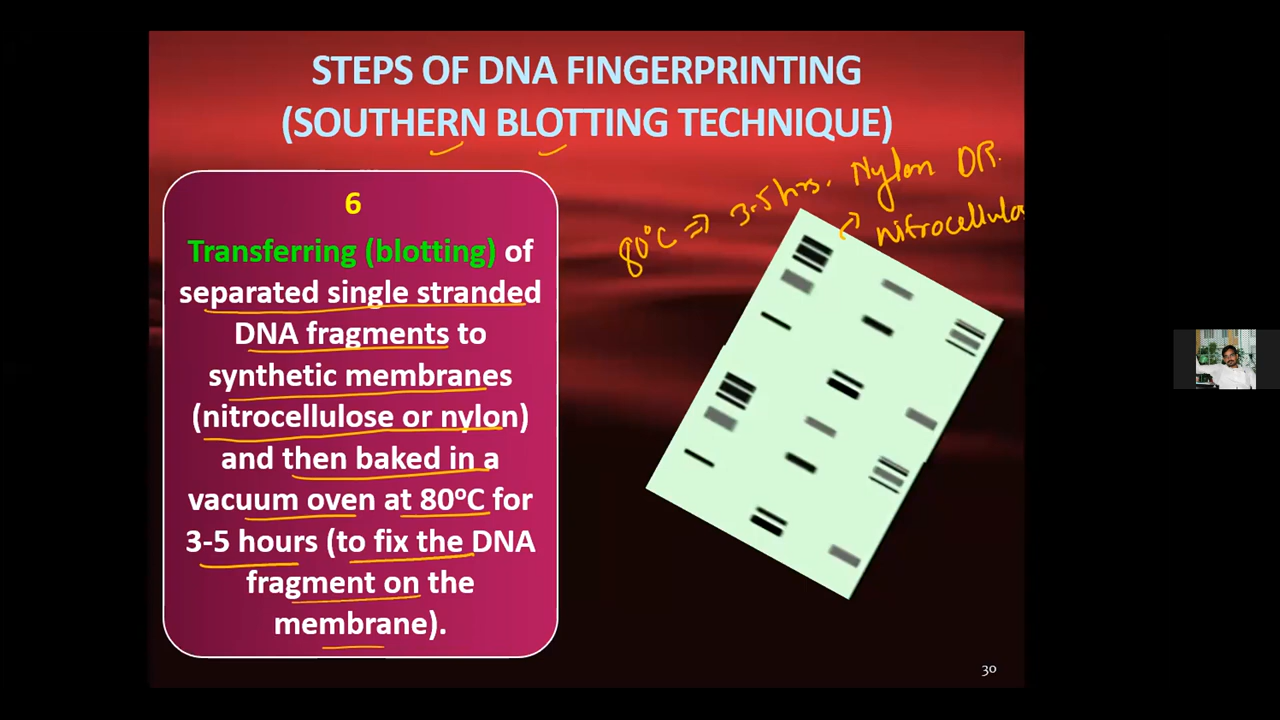 STEPS OF DNA FINGERPRINTING
(SOUTHERN BLOTTING TECHNIQUE)
6
Transferring (blotting) of
separated single stranded
DNA fragments to
synthetic membranes
(nitrocellulose or nylon)
and then baked in a
vacuum oven at 80°C for
3-5 hours (to fix the DNA
fragment on the
membrane).
80°C ⇒ 3-5 hrs. Nylon OR.
→ nitrocellulo
30